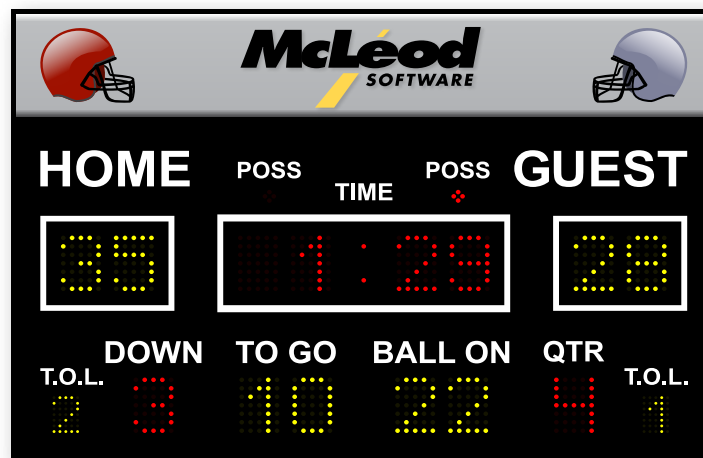 McLeod
SOFTWARE
HOME POSS TIME POSS GUEST
35 1:29 28
DOWN TO GO BALL ON QTR
T.O.L. T.O.L.
2 3 10 22 4 1